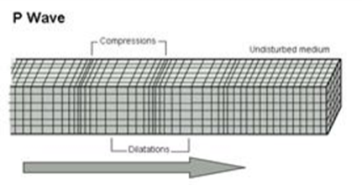 P Wave
Compressions
Undisturbed medium
Dilatations